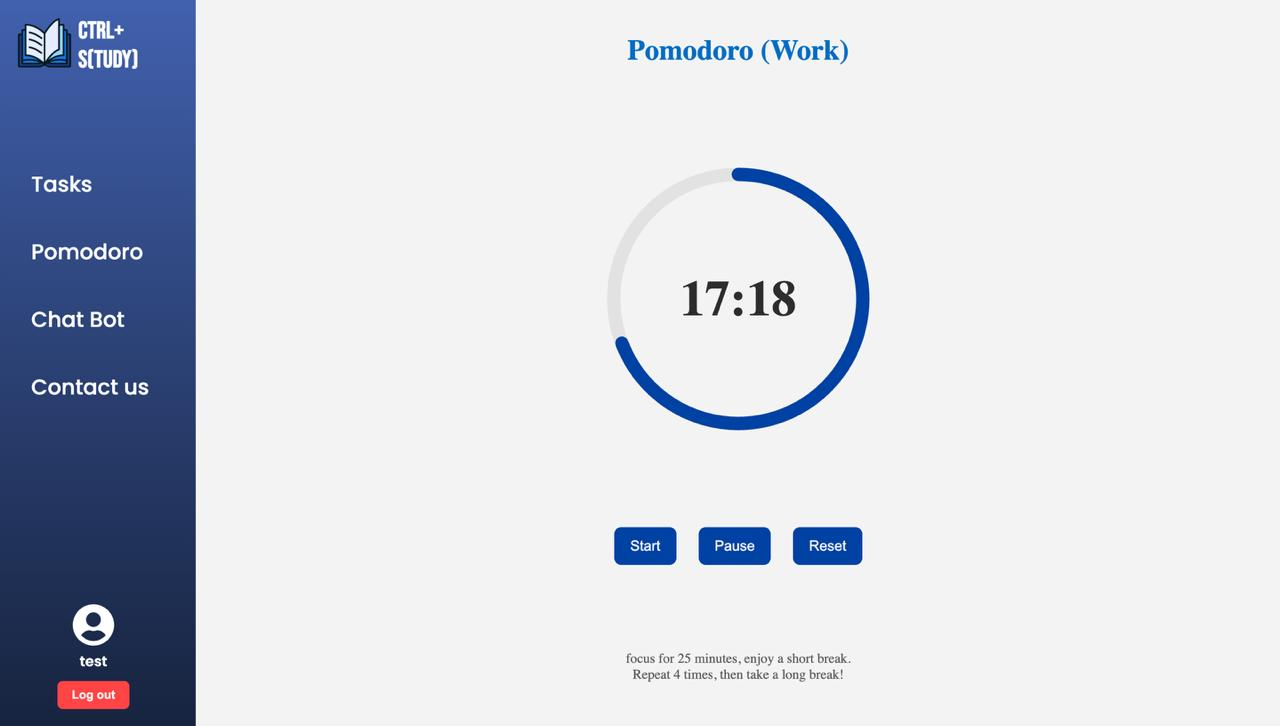 CTRL+
S(TUDY)
Tasks
Pomodoro
Chat Bot
Contact us
test
Log out
Pomodoro (Work)
17:18
Start
Pause
Reset
focus for 25 minutes, enjoy a short break.
Repeat 4 times, then take a long break!